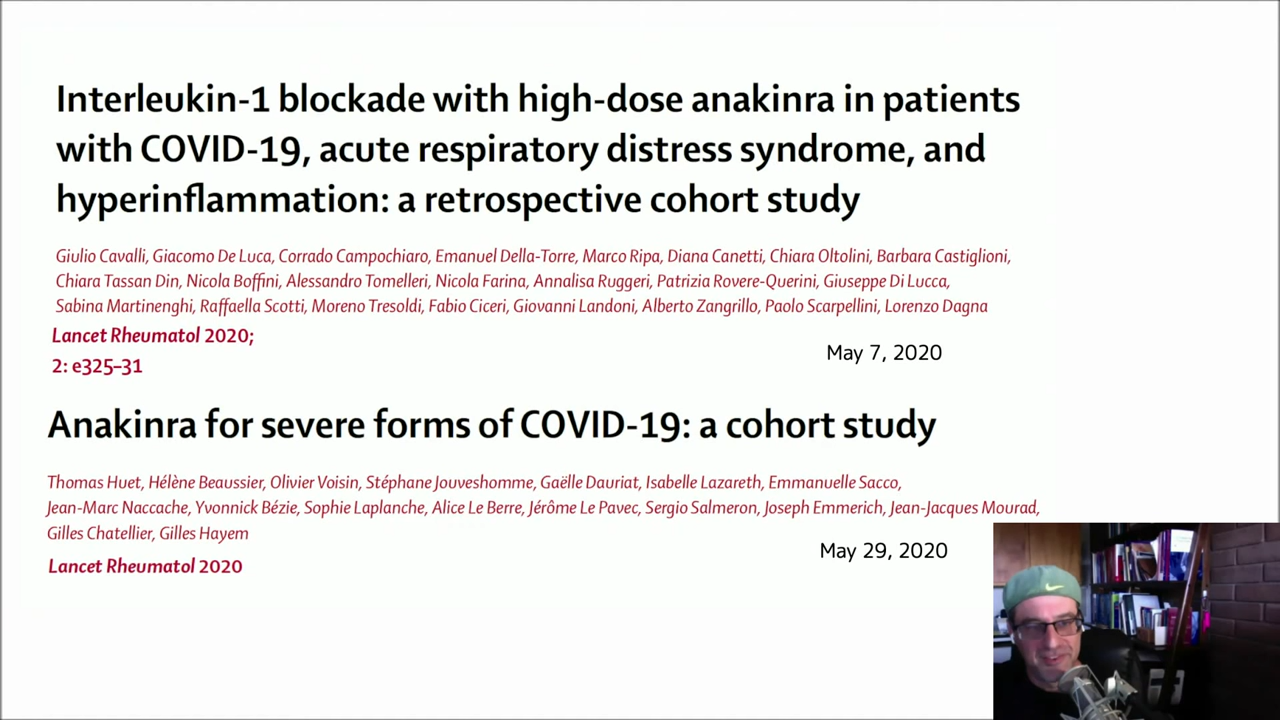 Interleukin-1 blockade with high-dose anakinra in patients
with COVID-19, acute respiratory distress syndrome, and
hyperinflammation: a retrospective cohort study
Giulio Cavalli, Giacomo De Luca, Corrado Campochiaro, Emanuel Della-Torre, Marco Ripa, Diana Canetti, Chiara Oltolini, Barbara Castiglioni,
Chiara Tassan Din, Nicola Boffini, Alessandro Tomelleri, Nicola Farina, Annalisa Ruggeri, Patrizia Rovere-Querini, Giuseppe Di Lucca,
Sabina Martinenghi, Raffaella Scotti, Moreno Tresoldi, Fabio Ciceri, Giovanni Landoni, Alberto Zangrillo, Paolo Scarpellini, Lorenzo Dagna
Lancet Rheumatol 2020;
2: e325–31
May 7, 2020
Anakinra for severe forms of COVID-19: a cohort study
Thomas Huet, Hélène Beaussier, Olivier Voisin, Stéphane Jouveshomme, Gaëlle Dauriat, Isabelle Lazareth, Emmanuelle Sacco,
Jean-Marc Naccache, Yvonnick Bézie, Sophie Laplanche, Alice Le Berre, Jérôme Le Pavec, Sergio Salmeron, Joseph Emmerich, Jean-Jacques Mourad,
Gilles Chatellier, Gilles Hayem
Lancet Rheumatol 2020
May 29, 2020